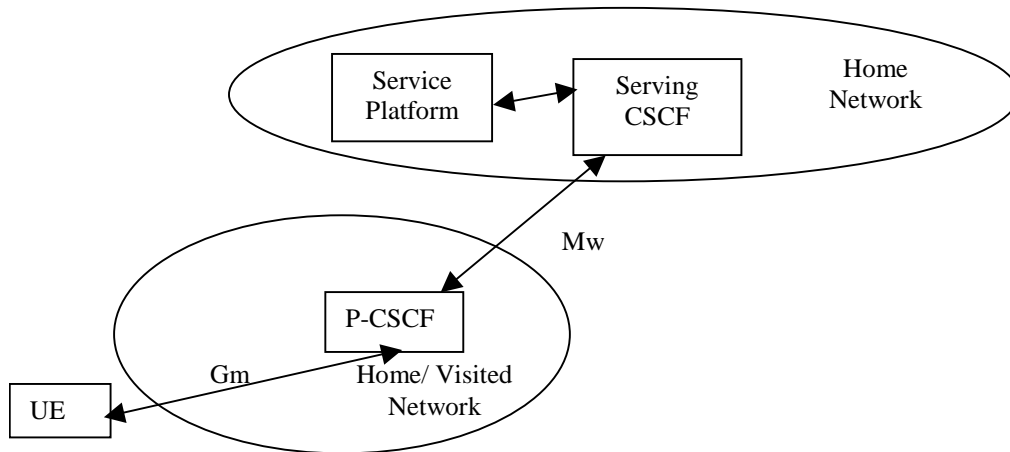 Service
Platform
Serving
CSCF
Home
Network
Mw
P-CSCF
Gm
Home/ Visited
Network
UE